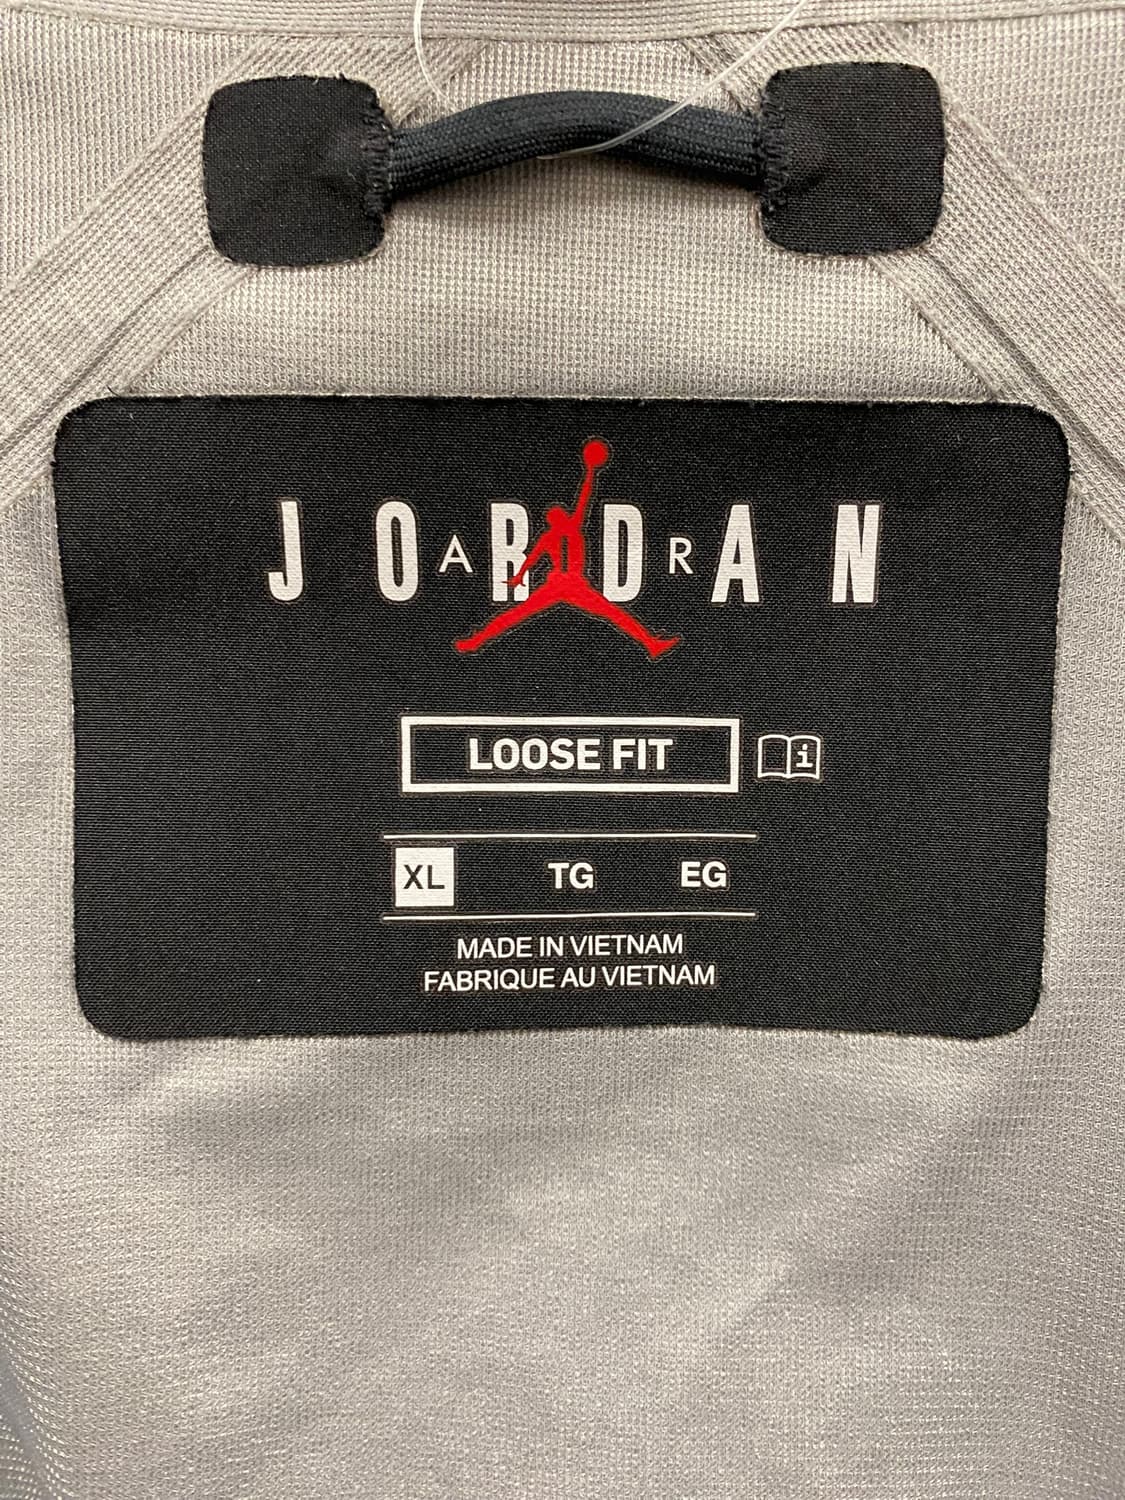 JORDAN
AIR
LOOSE FIT i
XL TG EG
MADE IN VIETNAM
FABRIQUE AU VIETNAM